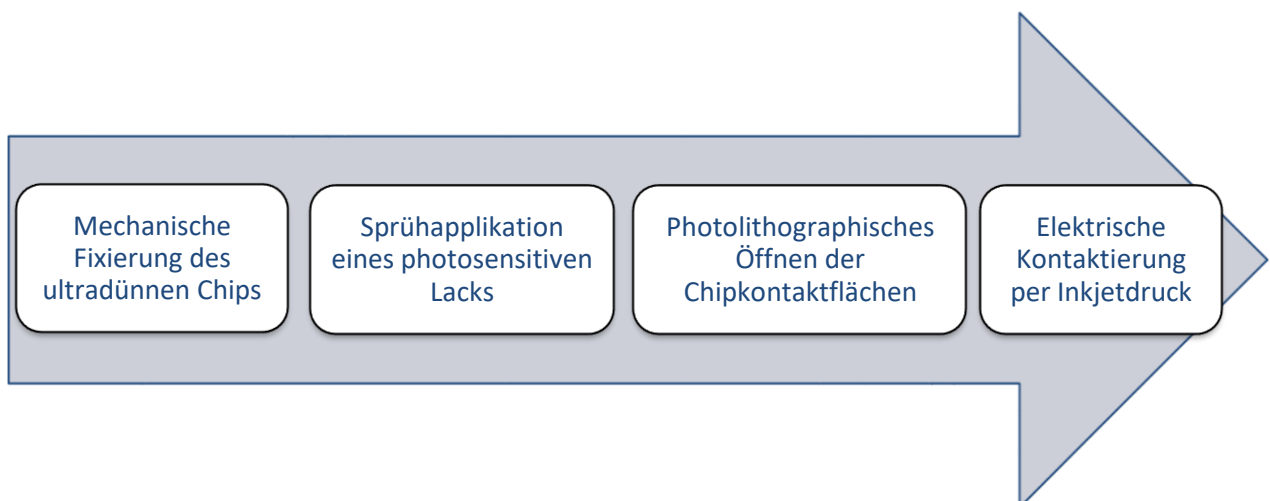 Mechanische
Fixierung des
ultradünnen Chips
Sprühapplikation
eines photosensitiven
Lacks
Photolithographisches
Öffnen der
Chipkontaktflächen
Elektrische
Kontaktierung
per Inkjetdruck